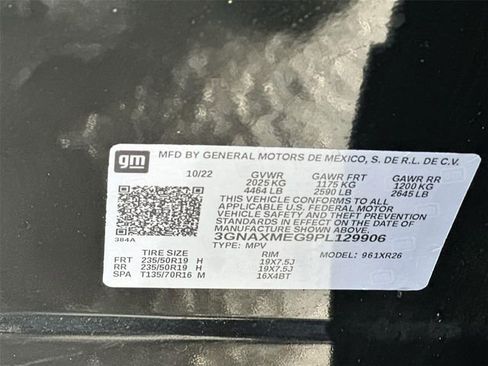 gm MFD BY GENERAL MOTORS DE MEXICO, S. DE R.L. DE C.V.
10/22 GVWR GAWR FRT GAWR RR
2025 KG 1175 KG 1200 KG
4464 LB 2590 LB 2645 LB
THIS VEHICLE CONFORMS TO ALL
APPLICABLE U.S. FEDERAL MOTOR
VEHICLE SAFETY, BUMPER, AND THEFT
PREVENTION STANDARDS IN EFFECT ON
THE DATE OF MANUFACTURE SHOWN ABOVE.
384A 3GNAXMEG9PL129906
TYPE: MPV
TIRE SIZE RIM MODEL: 961XR26
FRT 235/50R19 H 19X7.5J
RR 235/50R19 H 19X7.5J
SPA T135/70R16 M 16X4BT